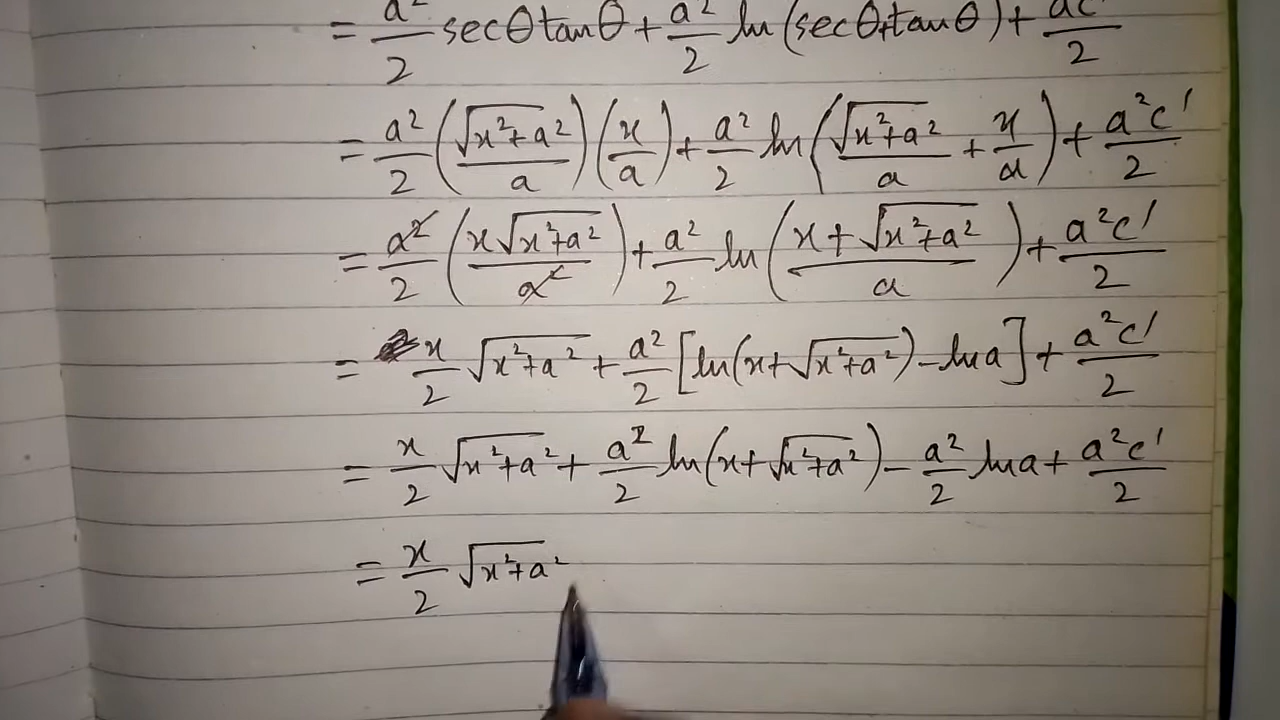 = a²/2 secθtanθ + a²/2 ln(secθ+tanθ) + a²c'/2
= a²/2 (√(x²+a²)/a)(x/a) + a²/2 ln(√(x²+a²)/a + x/a) + a²c'/2
= a²/2 (x√(x²+a²)/a²) + a²/2 ln((x+√(x²+a²))/a) + a²c'/2
= x/2 √(x²+a²) + a²/2 [ln(x+√(x²+a²)) - ln a] + a²c'/2
= x/2 √(x²+a²) + a²/2 ln(x+√(x²+a²)) - a²/2 ln a + a²c'/2
= x/2 √(x²+a²)